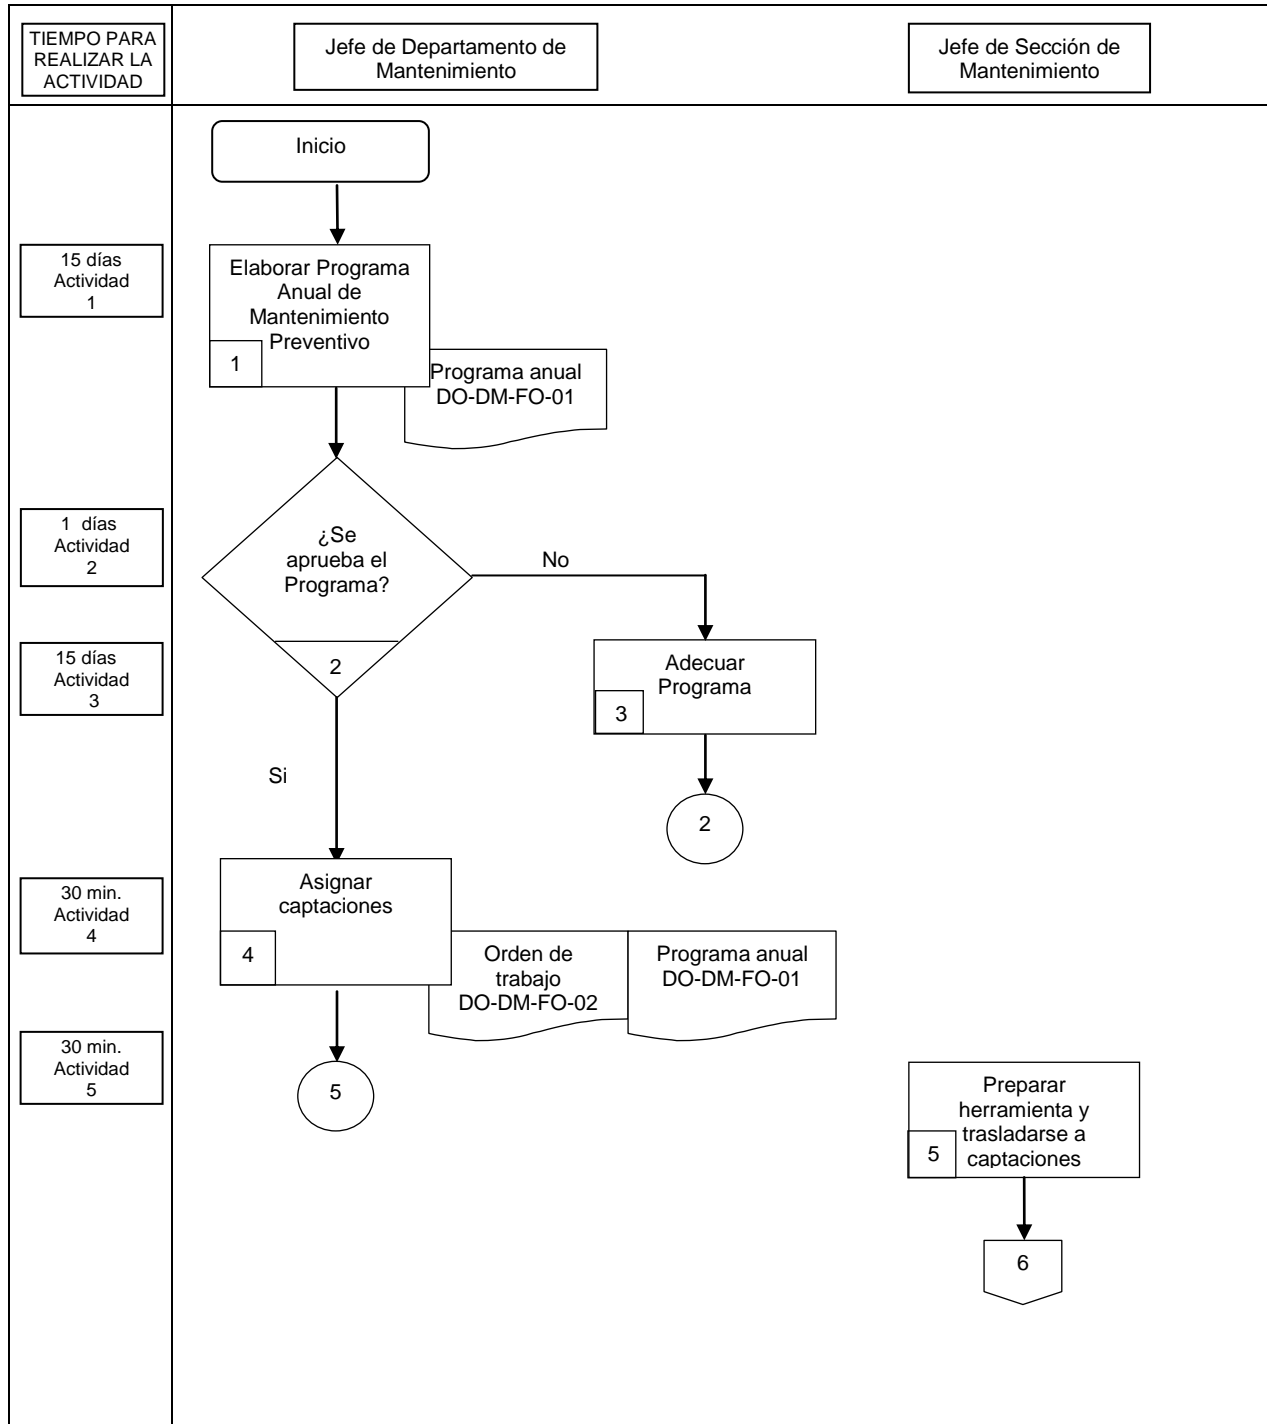 TIEMPO PARA
REALIZAR LA
ACTIVIDAD
Jefe de Departamento de
Mantenimiento
Jefe de Sección de
Mantenimiento
Inicio
15 días
Actividad
1
Elaborar Programa
Anual de
Mantenimiento
Preventivo
1
Programa anual
DO-DM-FO-01
1 días
Actividad
2
¿Se
aprueba el
Programa?
2
No
15 días
Actividad
3
Adecuar
Programa
3
Si
2
30 min.
Actividad
4
Asignar
captaciones
4
Orden de
trabajo
DO-DM-FO-02
Programa anual
DO-DM-FO-01
30 min.
Actividad
5
5
Preparar
herramienta y
trasladarse a
captaciones
5
6